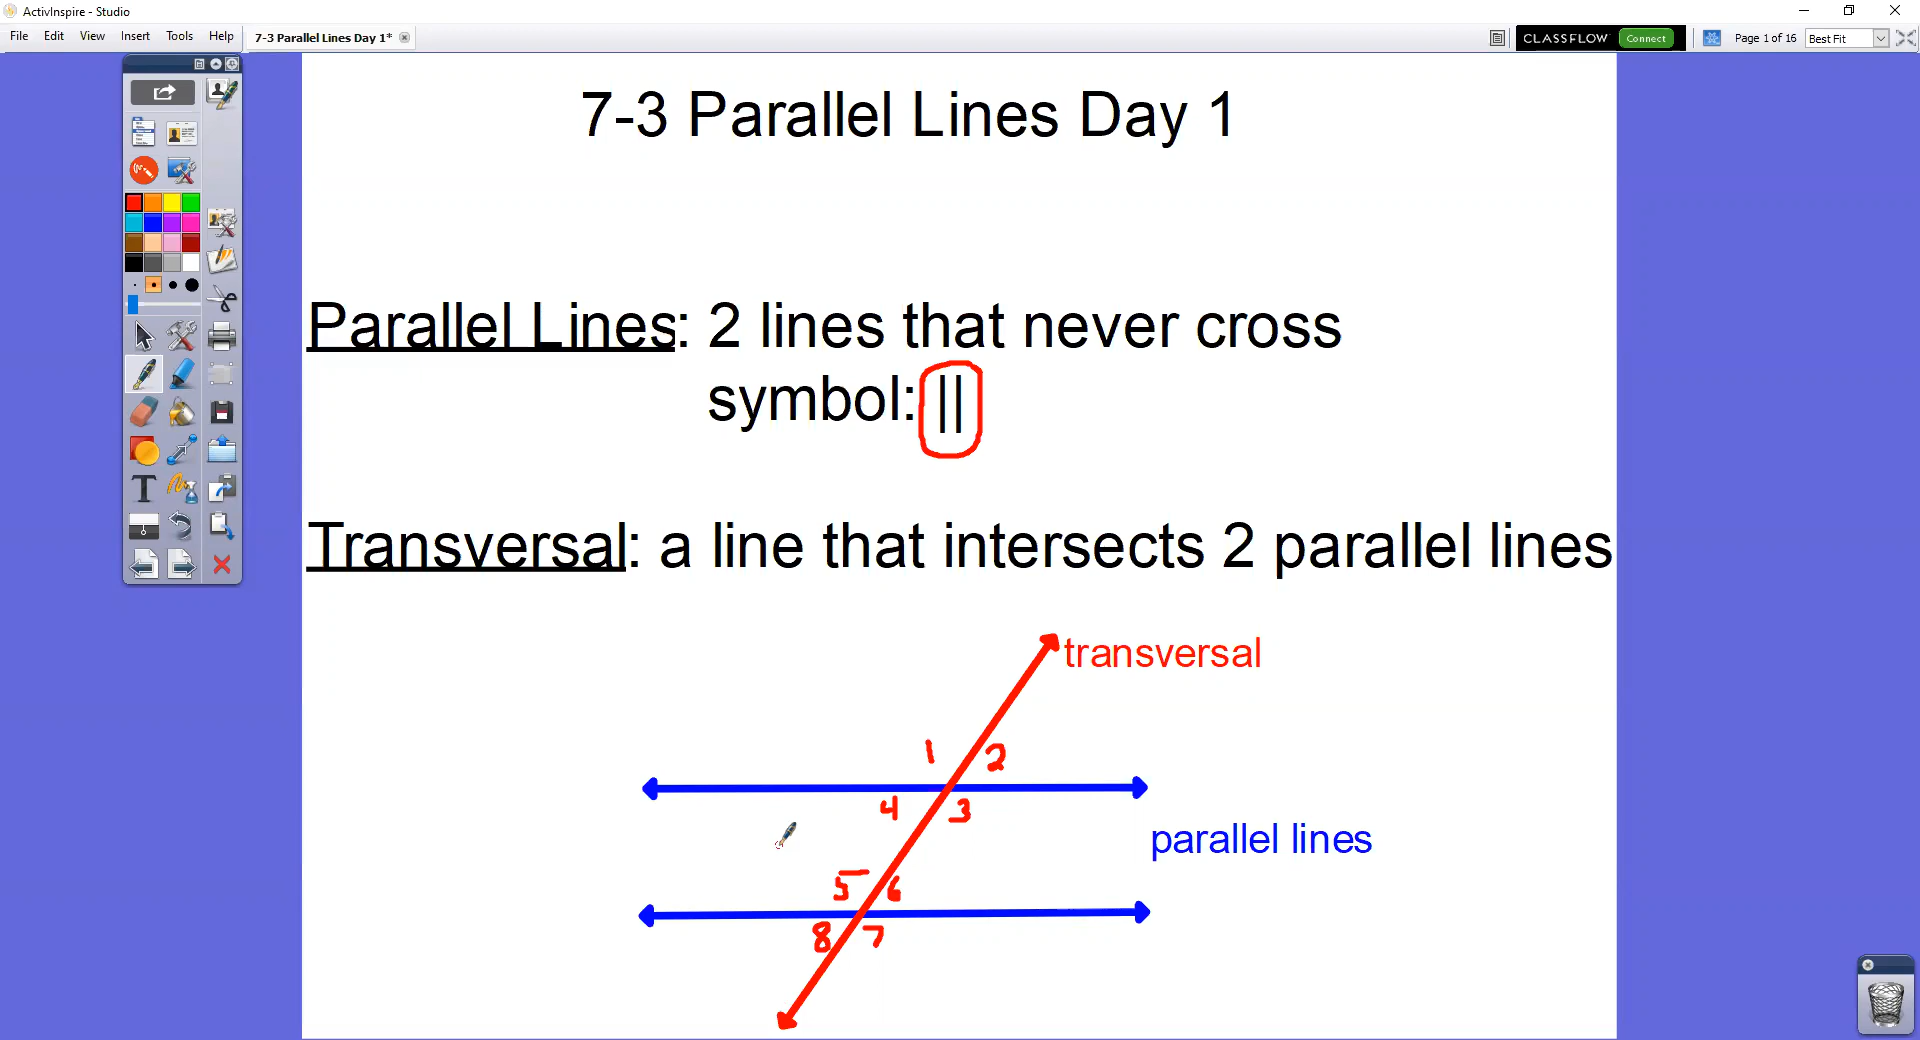 ActivInspire - Studio
File Edit View Insert Tools Help 7-3 Parallel Lines Day 1* CLASSFLOW Connect Page 1 of 16 Best Fit
7-3 Parallel Lines Day 1
Parallel Lines: 2 lines that never cross
symbol: ||
Transversal: a line that intersects 2 parallel lines
transversal
1 2
4 3
parallel lines
5 6
8 7